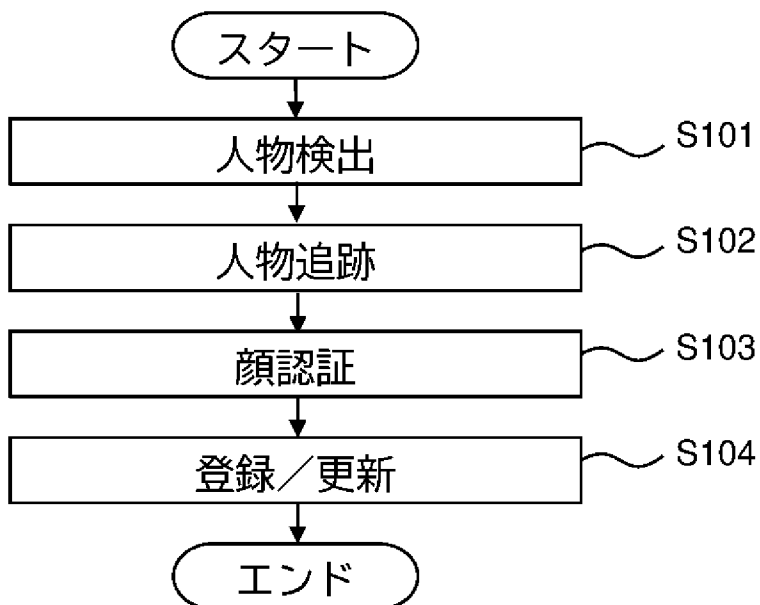 スタート
人物検出 S101
人物追跡 S102
顔認証 S103
登録／更新 S104
エンド